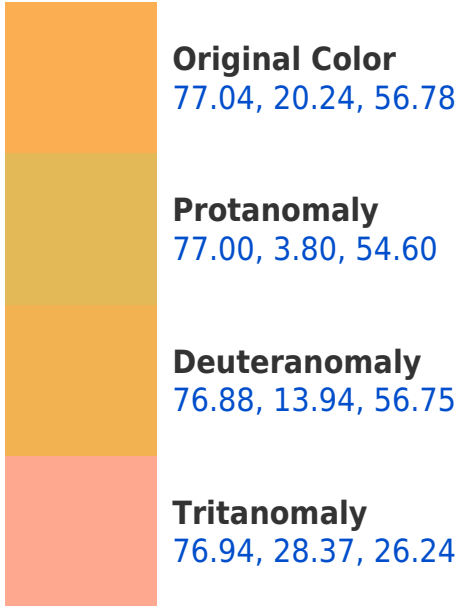 Original Color
77.04, 20.24, 56.78
Protanomaly
77.00, 3.80, 54.60
Deuteranomaly
76.88, 13.94, 56.75
Tritanomaly
76.94, 28.37, 26.24